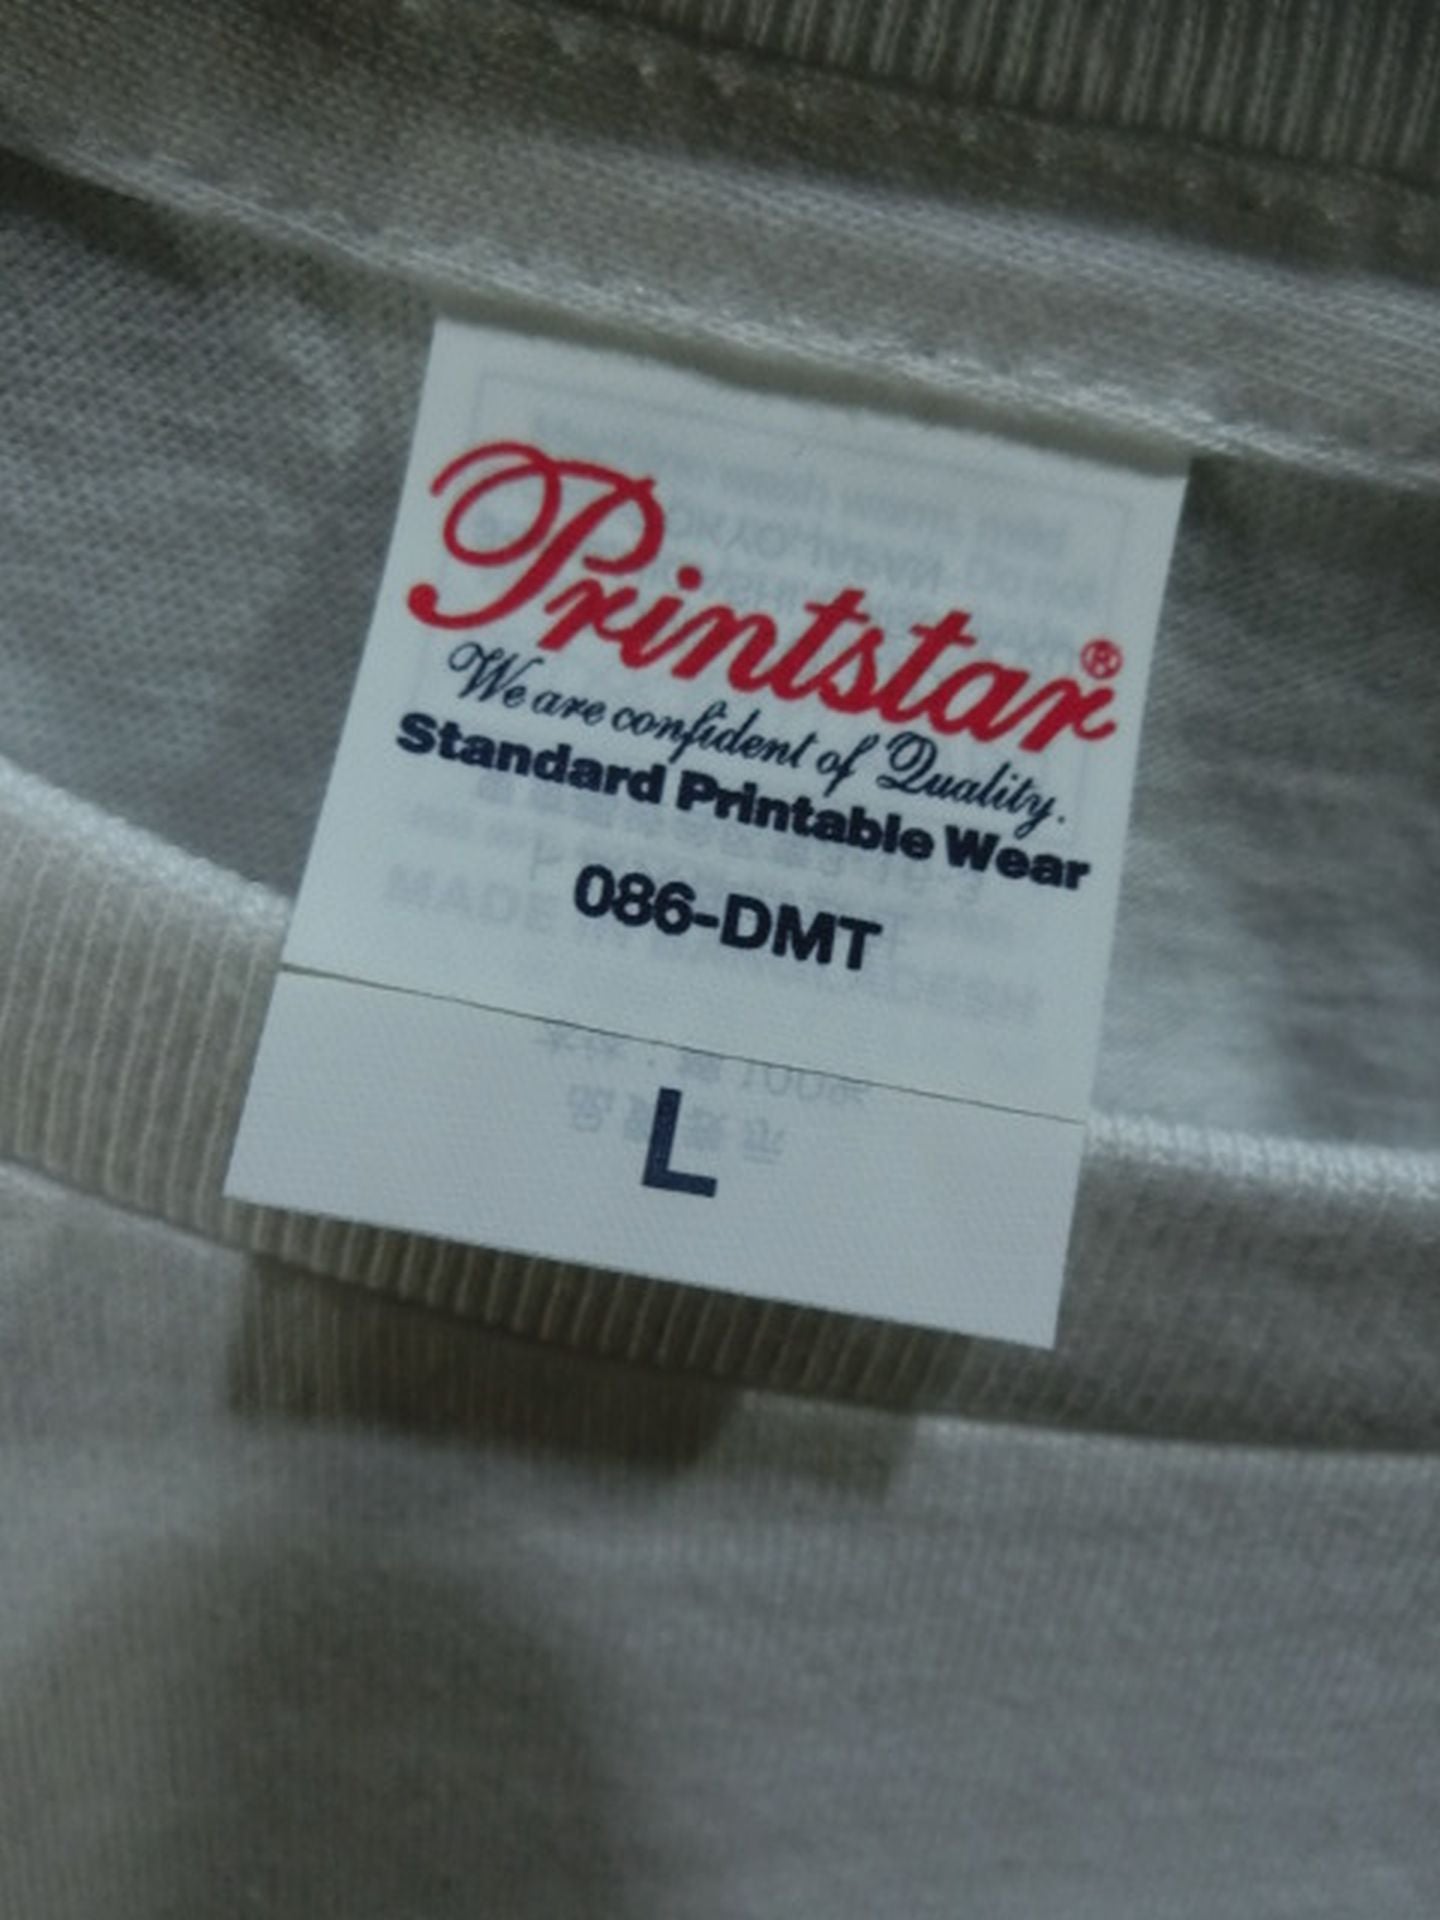 Printstar®
We are confident of Quality.
Standard Printable Wear
086-DMT
L